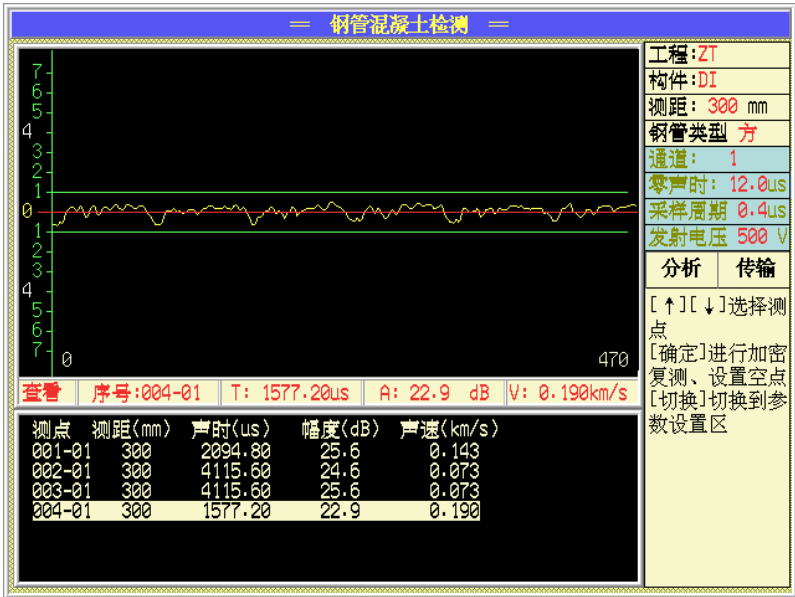 == 钢管混凝土检测 ==
7
6
5
4
3
2
1
0
1
2
3
4
5
6
7
0 470
查看 序号:004-01 T: 1577.20us A: 22.9 dB V: 0.190km/s
测点 测距(mm) 声时(us) 幅度(dB) 声速(km/s)
001-01 300 2094.80 25.6 0.143
002-01 300 4115.60 24.6 0.073
003-01 300 4115.60 25.6 0.073
004-01 300 1577.20 22.9 0.190
工程:ZT
构件:DI
测距: 300 mm
钢管类型 方
通道: 1
零声时: 12.0us
采样周期 0.4us
发射电压 500 V
分析 传输
[↑][↓]选择测
点
[确定]进行加密
复测、设置空点
[切换]切换到参
数设置区